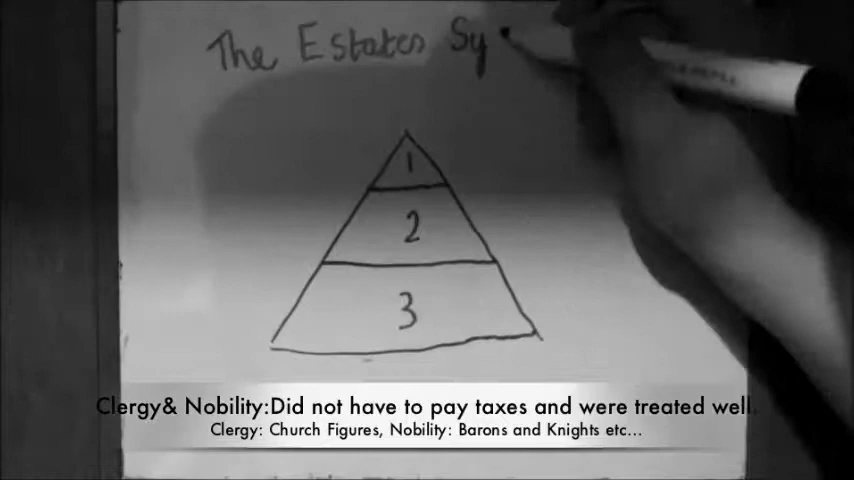 The Estates Sy
1
2
3
Clergy& Nobility:Did not have to pay taxes and were treated well.
Clergy: Church Figures, Nobility: Barons and Knights etc...